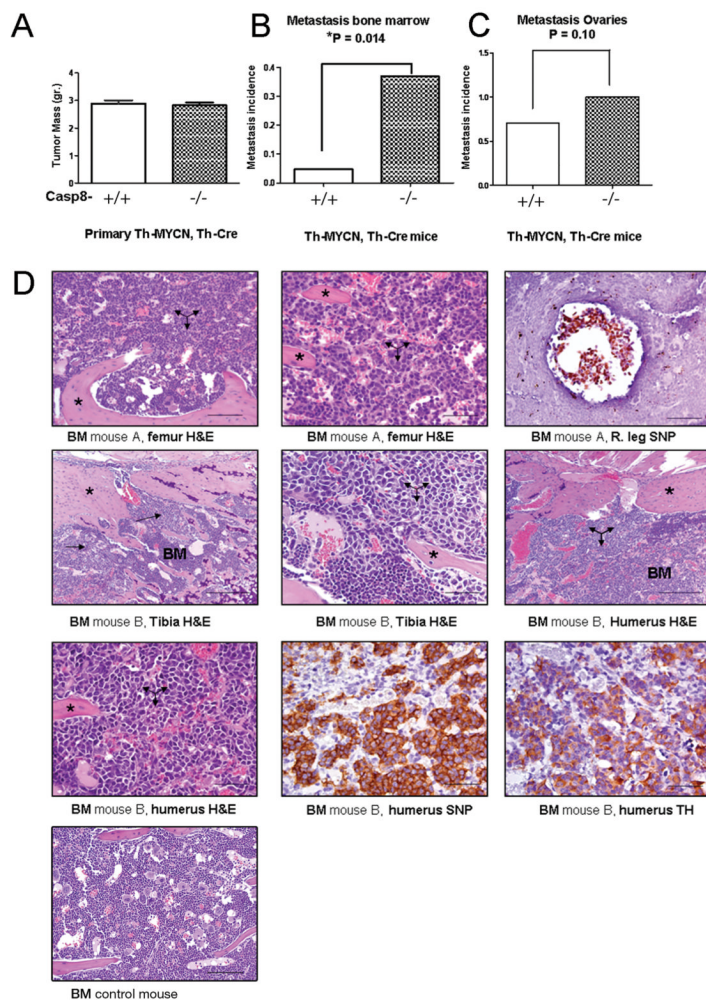 A
B
C
Metastasis bone marrow
*P = 0.014
Metastasis Ovaries
P = 0.10
Tumor Mass (gr.)
4
3
2
1
0
Casp8- +/+ -/-
Primary Th-MYCN, Th-Cre
Metastasis incidence
0.4
0.3
0.2
0.1
0.0
+/+ -/-
Th-MYCN, Th-Cre mice
Metastasis incidence
1.5
1.0
0.5
0.0
+/+ -/-
Th-MYCN, Th-Cre mice
D
*
*
*
BM mouse A, femur H&E
BM mouse A, femur H&E
BM mouse A, R. leg SNP
*
BM
*
*
BM
BM mouse B, Tibia H&E
BM mouse B, Tibia H&E
BM mouse B, Humerus H&E
*
BM mouse B, humerus H&E
BM mouse B, humerus SNP
BM mouse B, humerus TH
BM control mouse